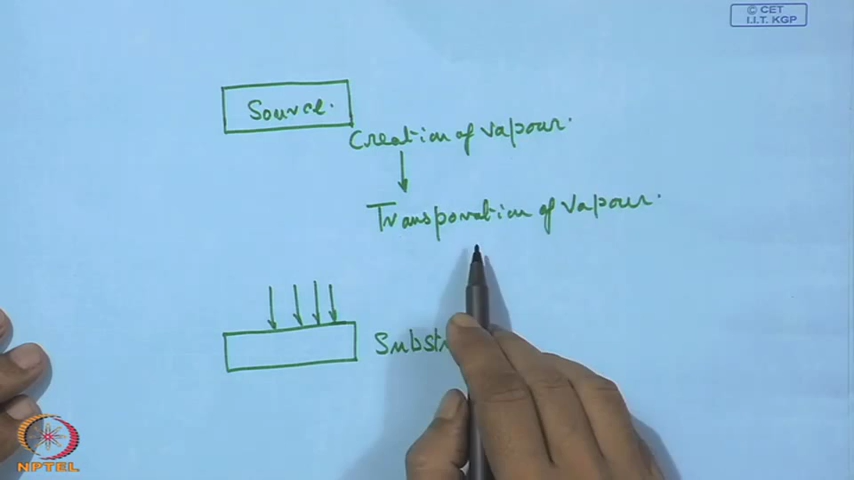 © CET
I.I.T. KGP
Source.
Creation of vapour.
Transporation of vapour.
NPTEL